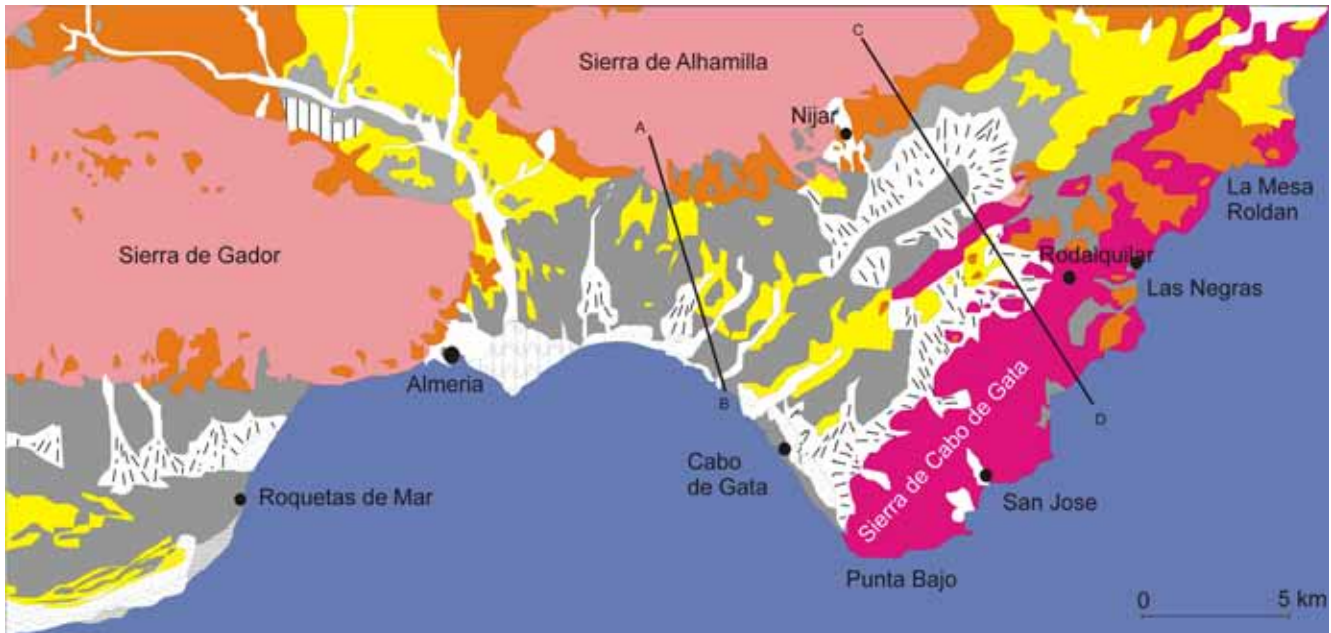 C
Sierra de Alhamilla
A
Nijar
La Mesa
Roldan
Sierra de Gador
Rodalquilar
Las Negras
Almeria
B
D
Cabo
de Gata
Sierra de Cabo de Gata
Roquetas de Mar
San Jose
Punta Bajo
0 5 km